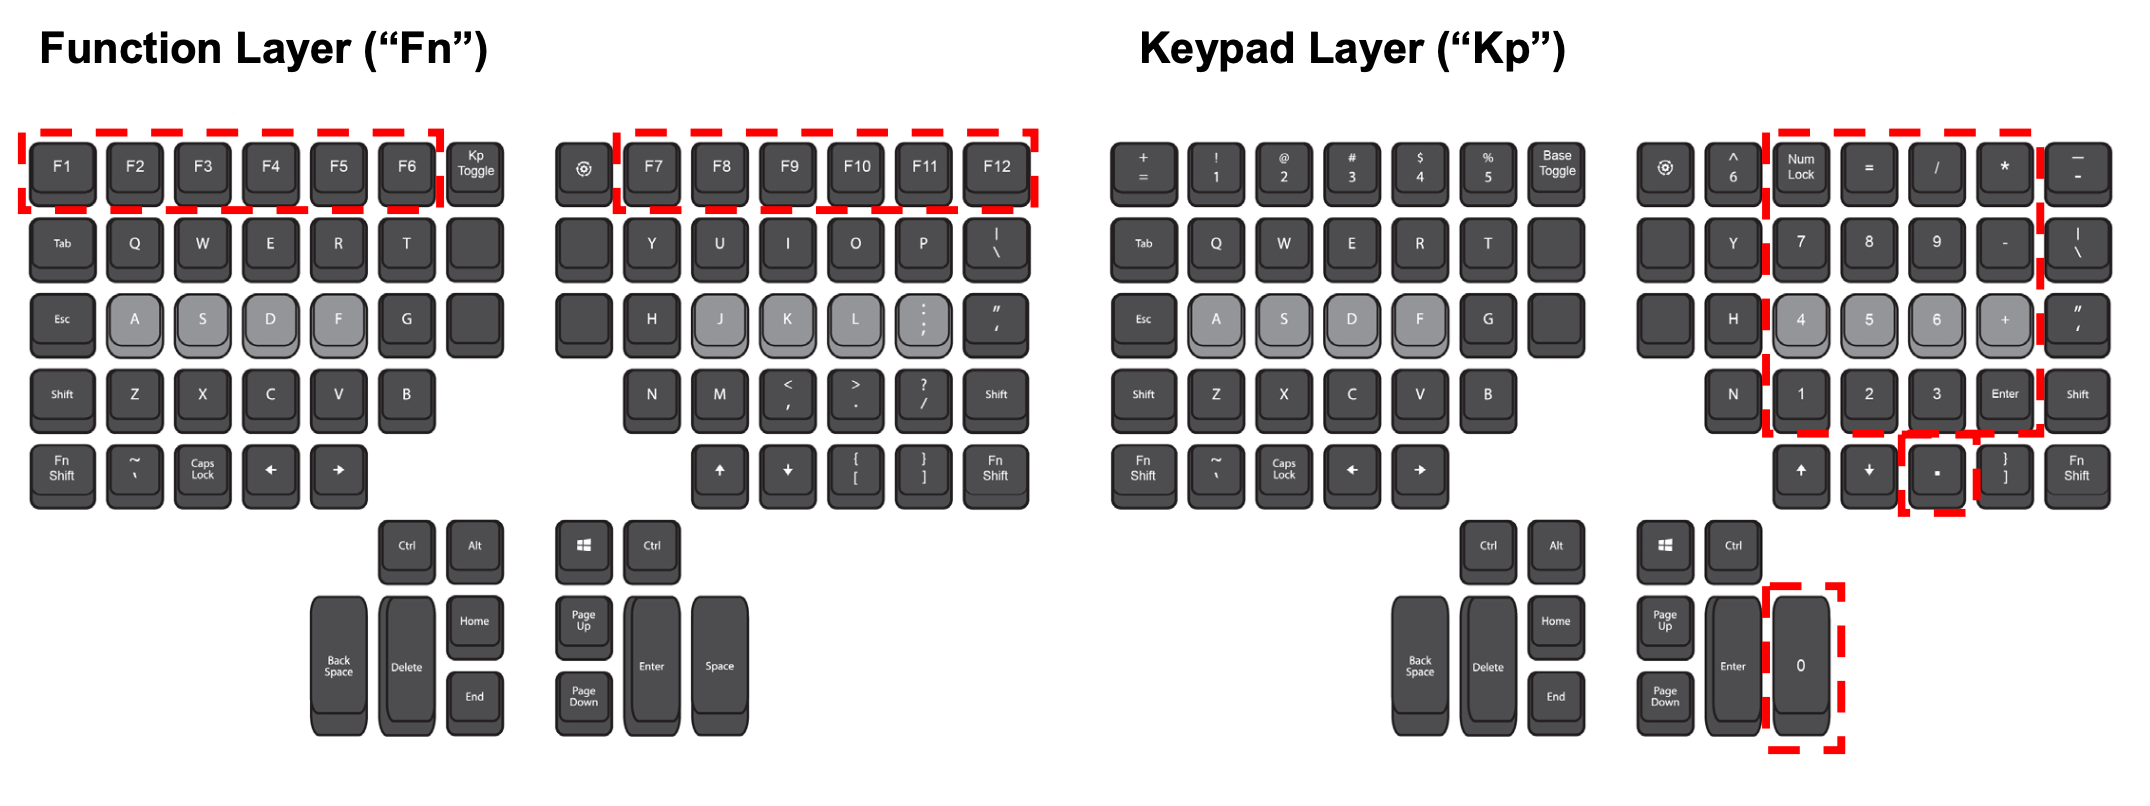 Function Layer (“Fn”)
F1 F2 F3 F4 F5 F6 Kp Toggle F7 F8 F9 F10 F11 F12
Tab Q W E R T Y U I O P | \
Esc A S D F G H J K L : ; " '
Shift Z X C V B N M < , > . ? / Shift
Fn Shift ~ ` Caps Lock ← → ↑ ↓ { [ } ] Fn Shift
Ctrl Alt Ctrl
Back Space Delete Home End Page Up Page Down Enter Space
Keypad Layer (“Kp”)
+ = ! 1 @ 2 # 3 $ 4 % 5 Base Toggle ^ 6 Num Lock = / * — -
Tab Q W E R T Y 7 8 9 - | \
Esc A S D F G H 4 5 6 + " '
Shift Z X C V B N 1 2 3 Enter Shift
Fn Shift ~ ` Caps Lock ← → ↑ ↓ . } ] Fn Shift
Ctrl Alt Ctrl
Back Space Delete Home End Page Up Page Down Enter 0